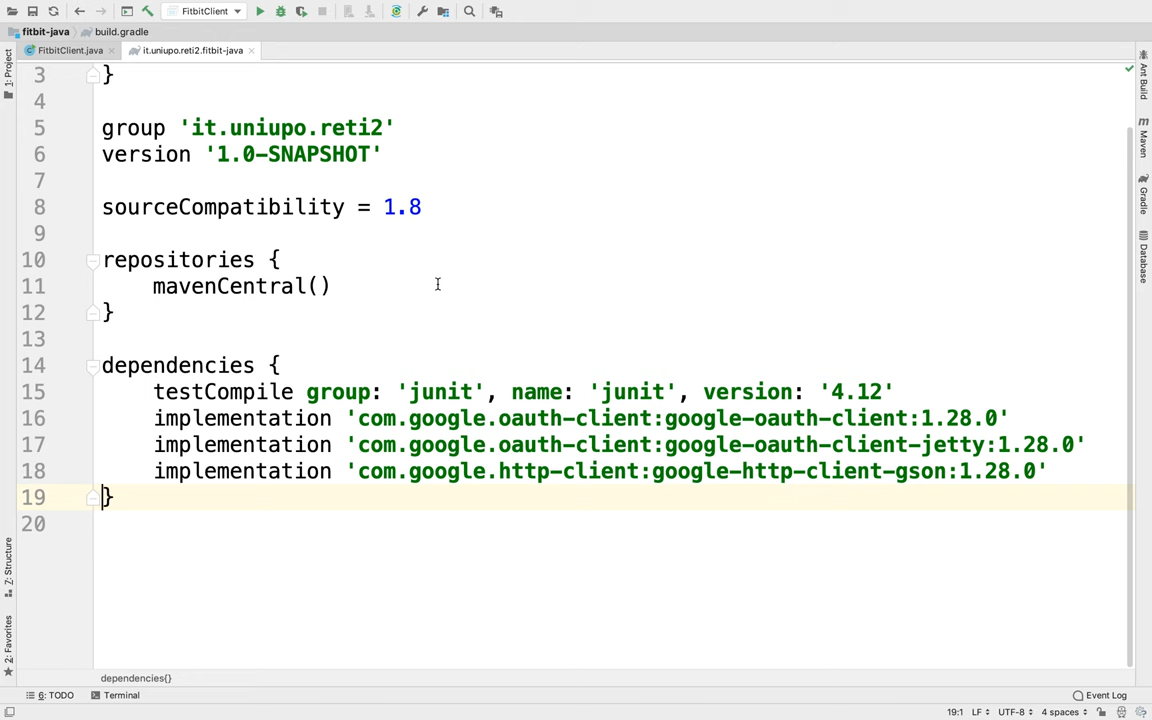 FitbitClient
fitbit-java
build.gradle
FitbitClient.java
it.uniupo.reti2.fitbit-java
1: Project
7: Structure
2: Favorites
Ant Build
Maven
Gradle
Database
3 }
4
5 group 'it.uniupo.reti2'
6 version '1.0-SNAPSHOT'
7
8 sourceCompatibility = 1.8
9
10 repositories {
11 mavenCentral()
12 }
13
14 dependencies {
15 testCompile group: 'junit', name: 'junit', version: '4.12'
16 implementation 'com.google.oauth-client:google-oauth-client:1.28.0'
17 implementation 'com.google.oauth-client:google-oauth-client-jetty:1.28.0'
18 implementation 'com.google.http-client:google-http-client-gson:1.28.0'
19 }
20
dependencies{}
6: TODO
Terminal
Event Log
19:1 LF UTF-8 4 spaces